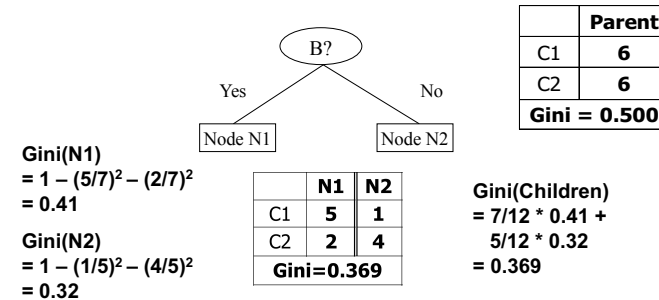 B?
Yes
No
Node N1
Node N2
Parent
C1 6
C2 6
Gini = 0.500
Gini(N1)
= 1 – (5/7)² – (2/7)²
= 0.41
Gini(N2)
= 1 – (1/5)² – (4/5)²
= 0.32
N1 N2
C1 5 1
C2 2 4
Gini=0.369
Gini(Children)
= 7/12 * 0.41 +
5/12 * 0.32
= 0.369